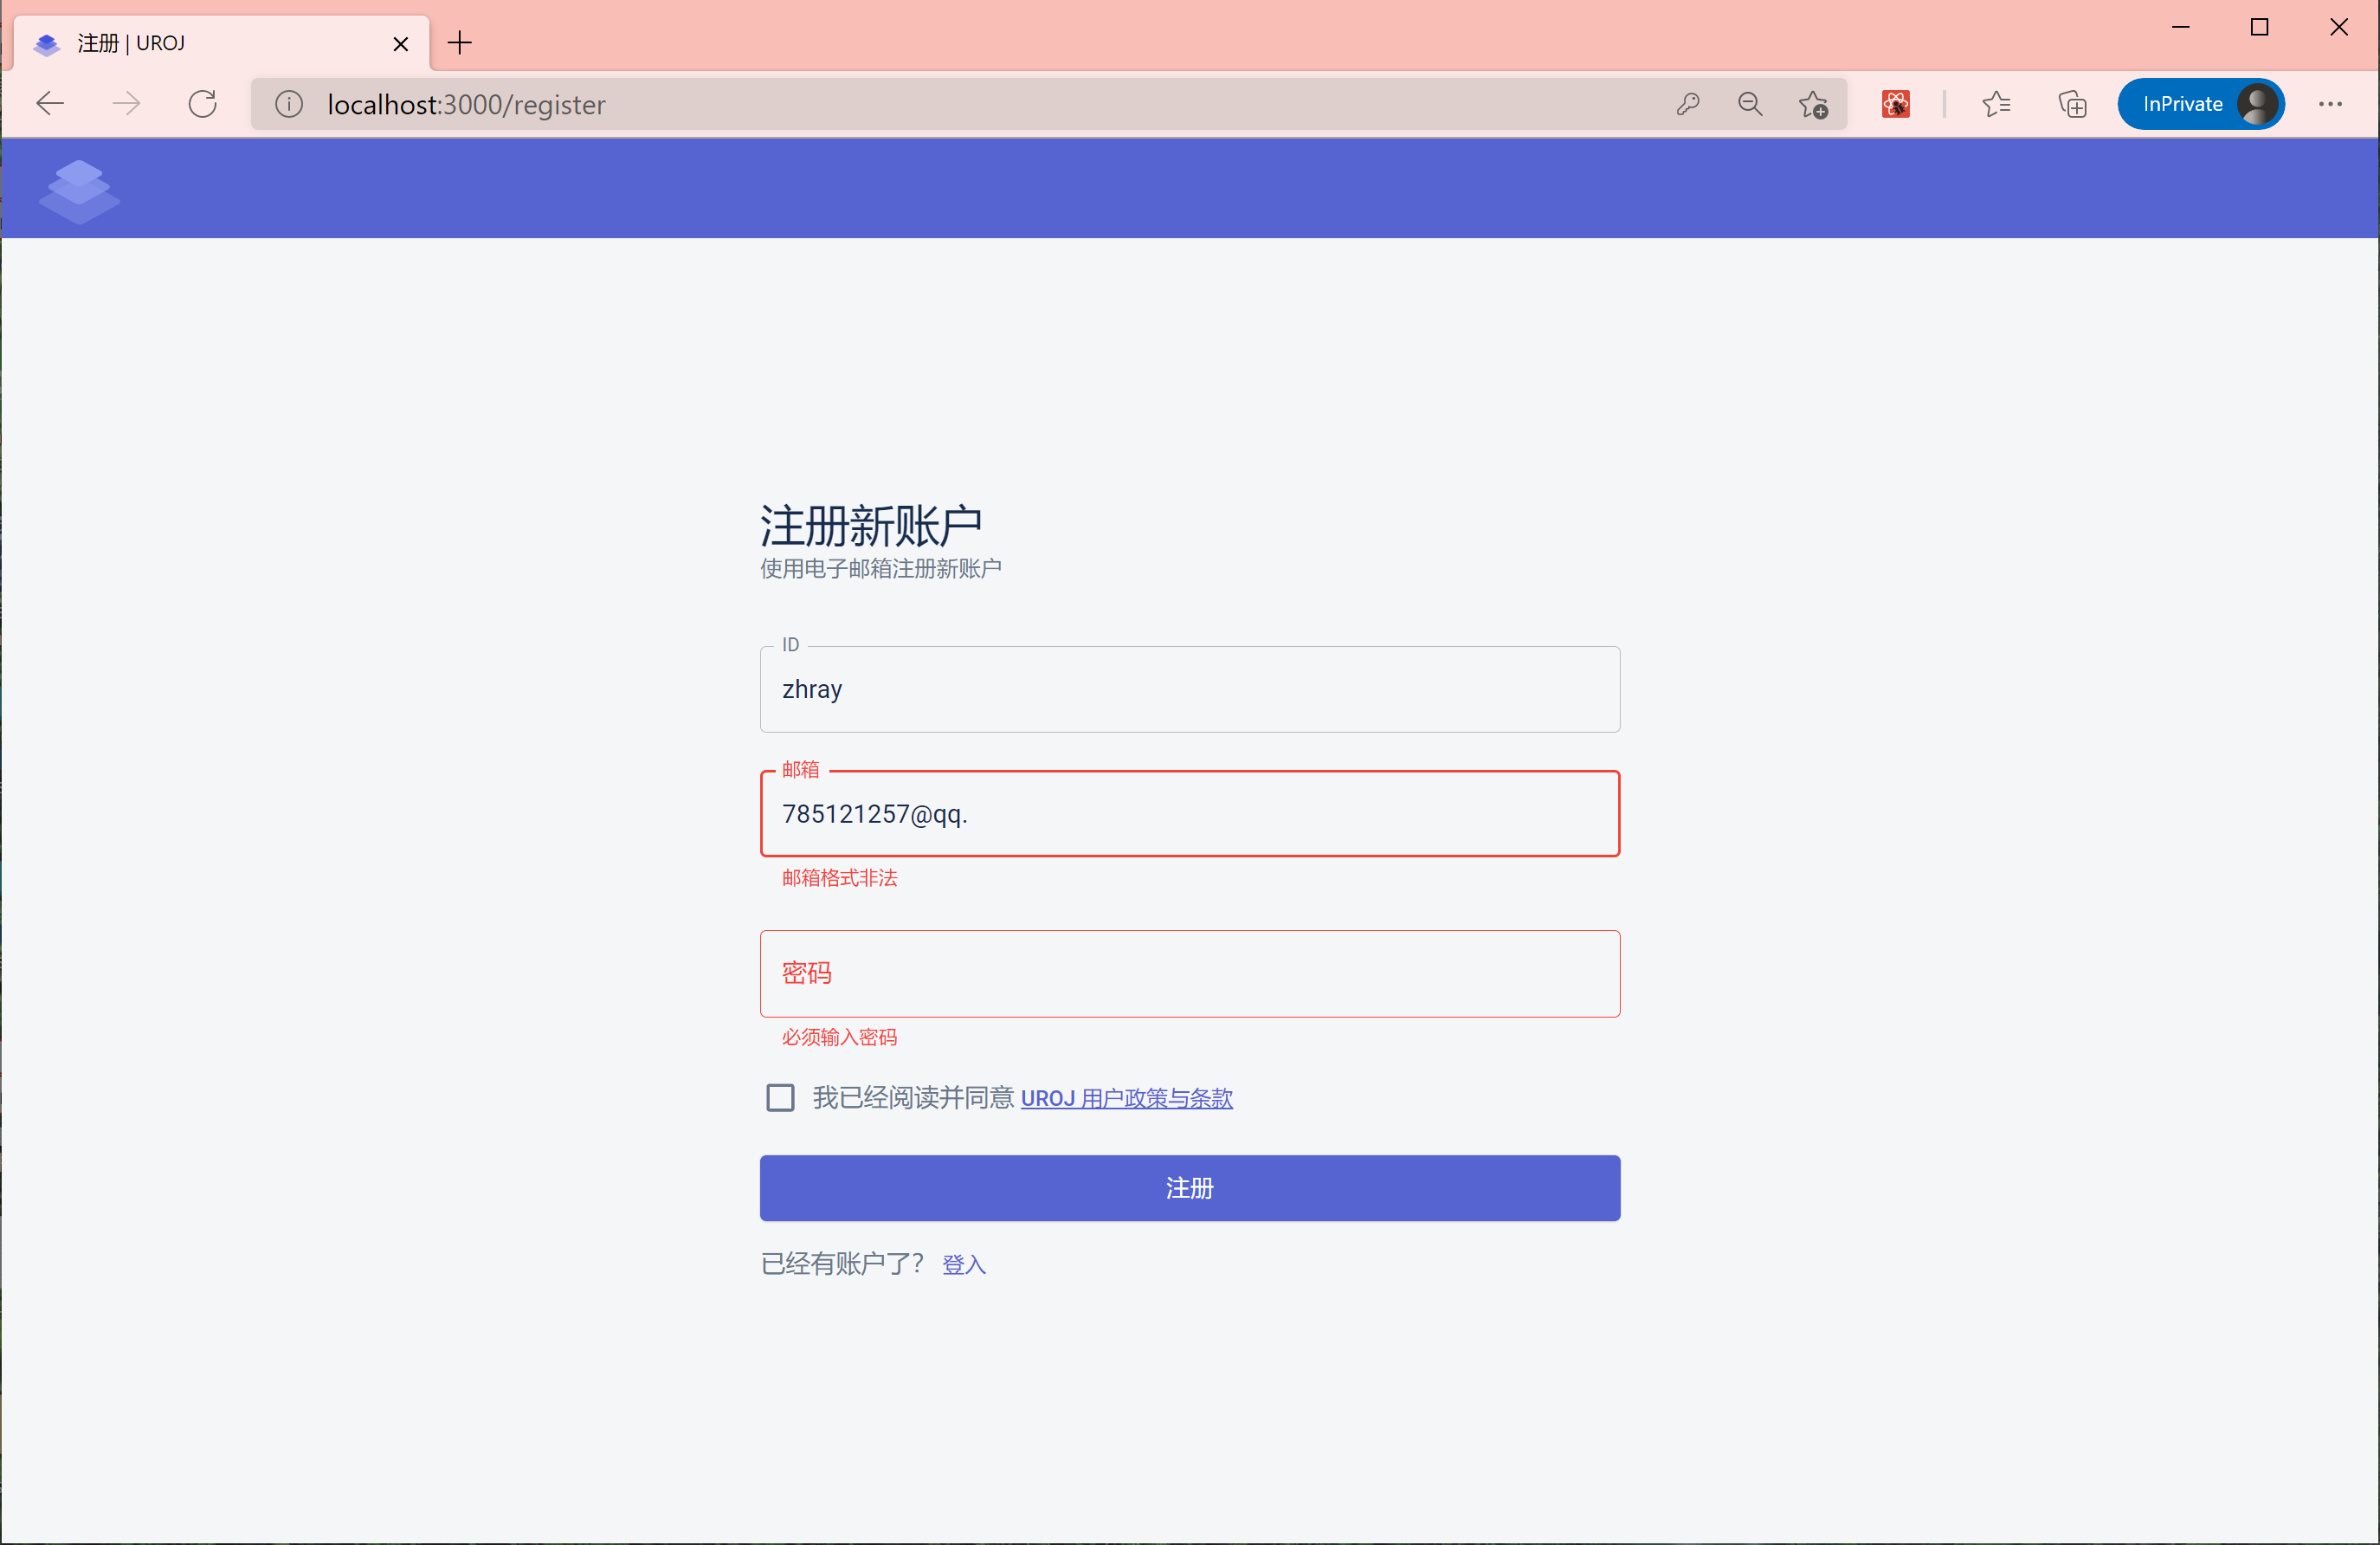 注册 | UROJ
localhost:3000/register
InPrivate
注册新账户
使用电子邮箱注册新账户
ID
zhray
邮箱
785121257@qq.
邮箱格式非法
密码
必须输入密码
我已经阅读并同意 UROJ 用户政策与条款
注册
已经有账户了？ 登入